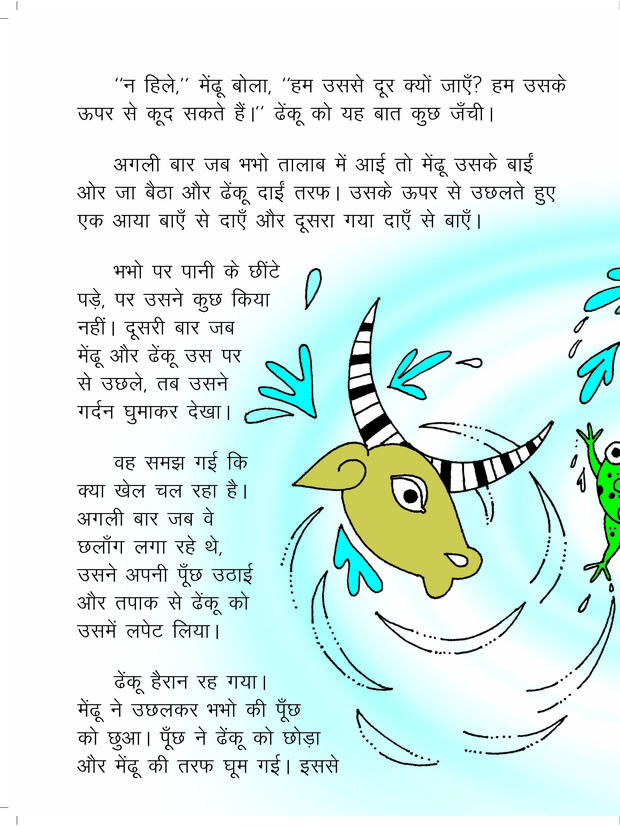 “न हिले,” मेंढू बोला, “हम उससे दूर क्यों जाएँ? हम उसके
ऊपर से कूद सकते हैं।” ढेंकू को यह बात कुछ जँची।
अगली बार जब भभो तालाब में आई तो मेंढू उसके बाईं
ओर जा बैठा और ढेंकू दाईं तरफ। उसके ऊपर से उछलते हुए
एक आया बाएँ से दाएँ और दूसरा गया दाएँ से बाएँ।
भभो पर पानी के छींटे
पड़े, पर उसने कुछ किया
नहीं। दूसरी बार जब
मेंढू और ढेंकू उस पर
से उछले, तब उसने
गर्दन घुमाकर देखा।
वह समझ गई कि
क्या खेल चल रहा है।
अगली बार जब वे
छलाँग लगा रहे थे,
उसने अपनी पूँछ उठाई
और तपाक से ढेंकू को
उसमें लपेट लिया।
ढेंकू हैरान रह गया।
मेंढू ने उछलकर भभो की पूँछ
को छुआ। पूँछ ने ढेंकू को छोड़ा
और मेंढू की तरफ घूम गई। इससे